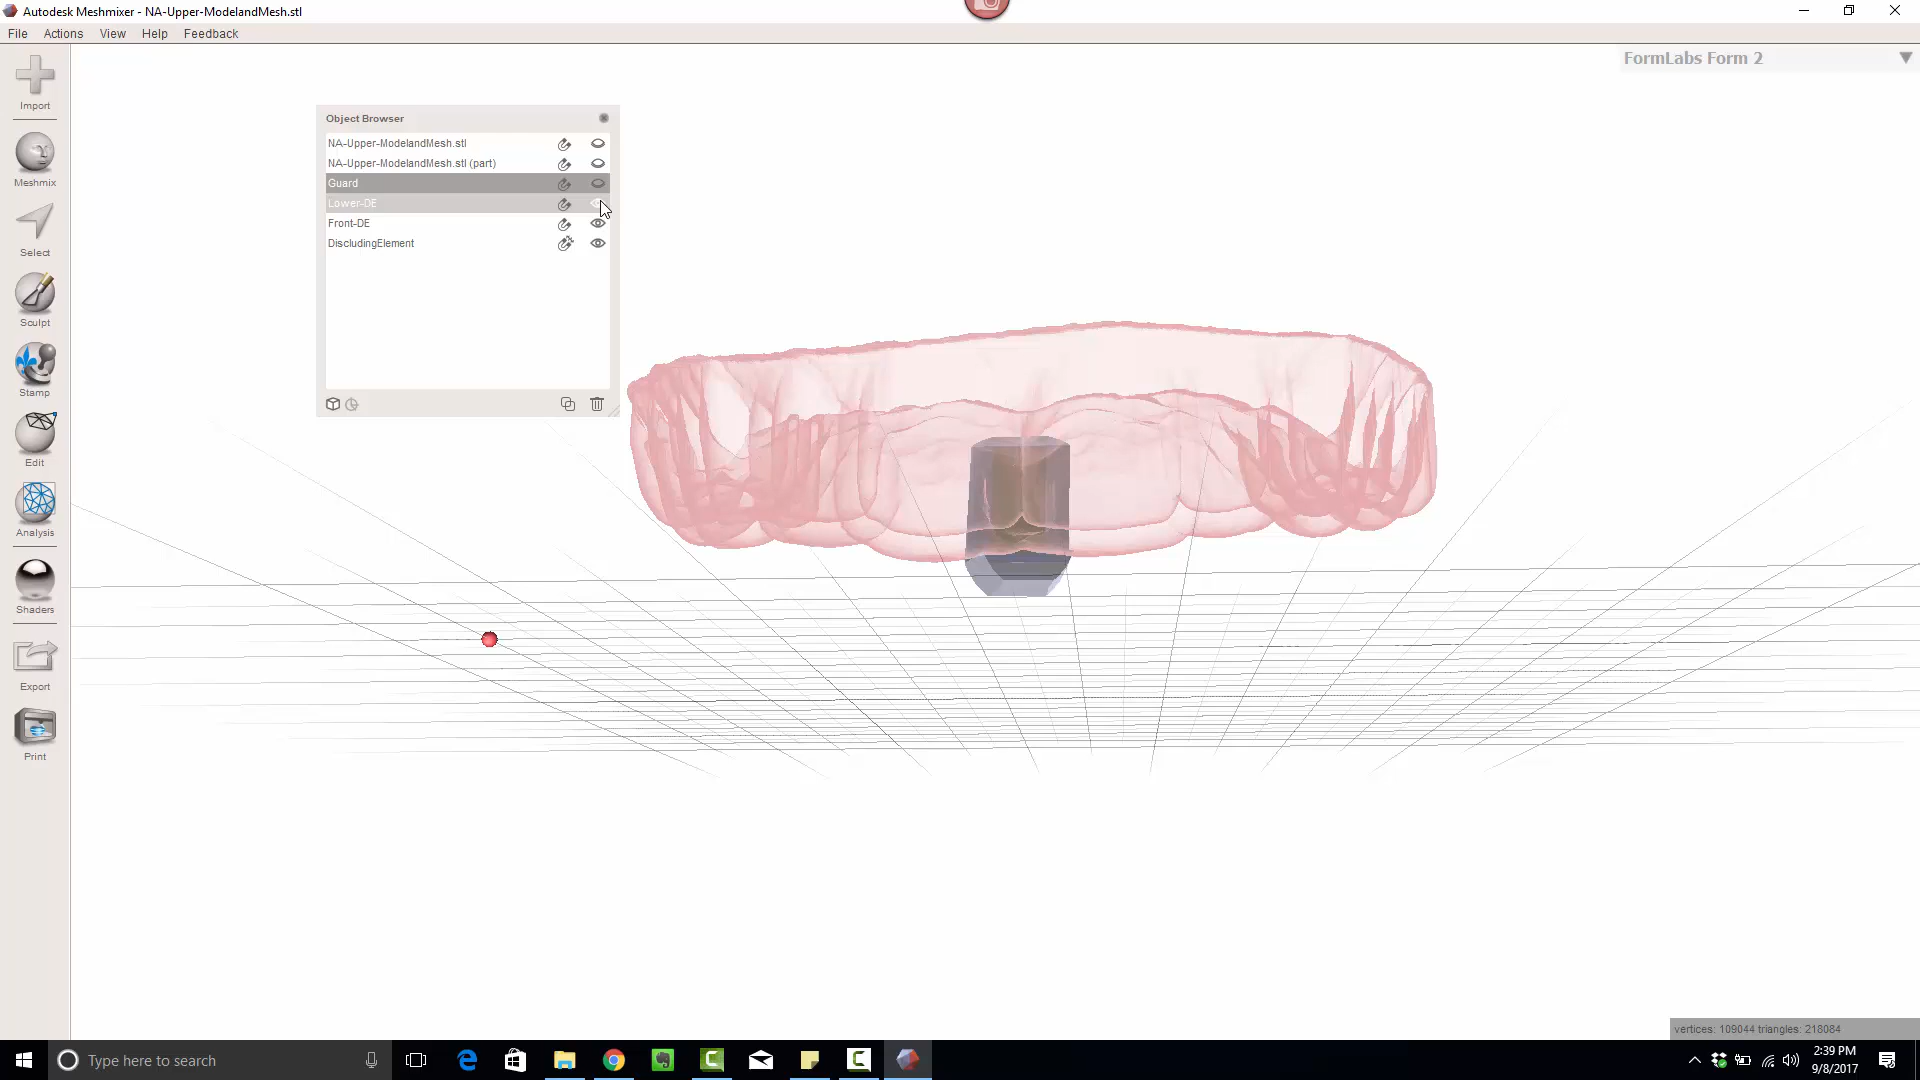 Autodesk Meshmixer - NA-Upper-ModelandMesh.stl
File Actions View Help Feedback
FormLabs Form 2
Import
Meshmix
Select
Sculpt
Stamp
Edit
Analysis
Shaders
Export
Print
Object Browser
NA-Upper-ModelandMesh.stl
NA-Upper-ModelandMesh.stl (part)
Guard
Lower-DE
Front-DE
DiscludingElement
vertices: 109044 triangles: 218084
Type here to search
2:39 PM
9/8/2017